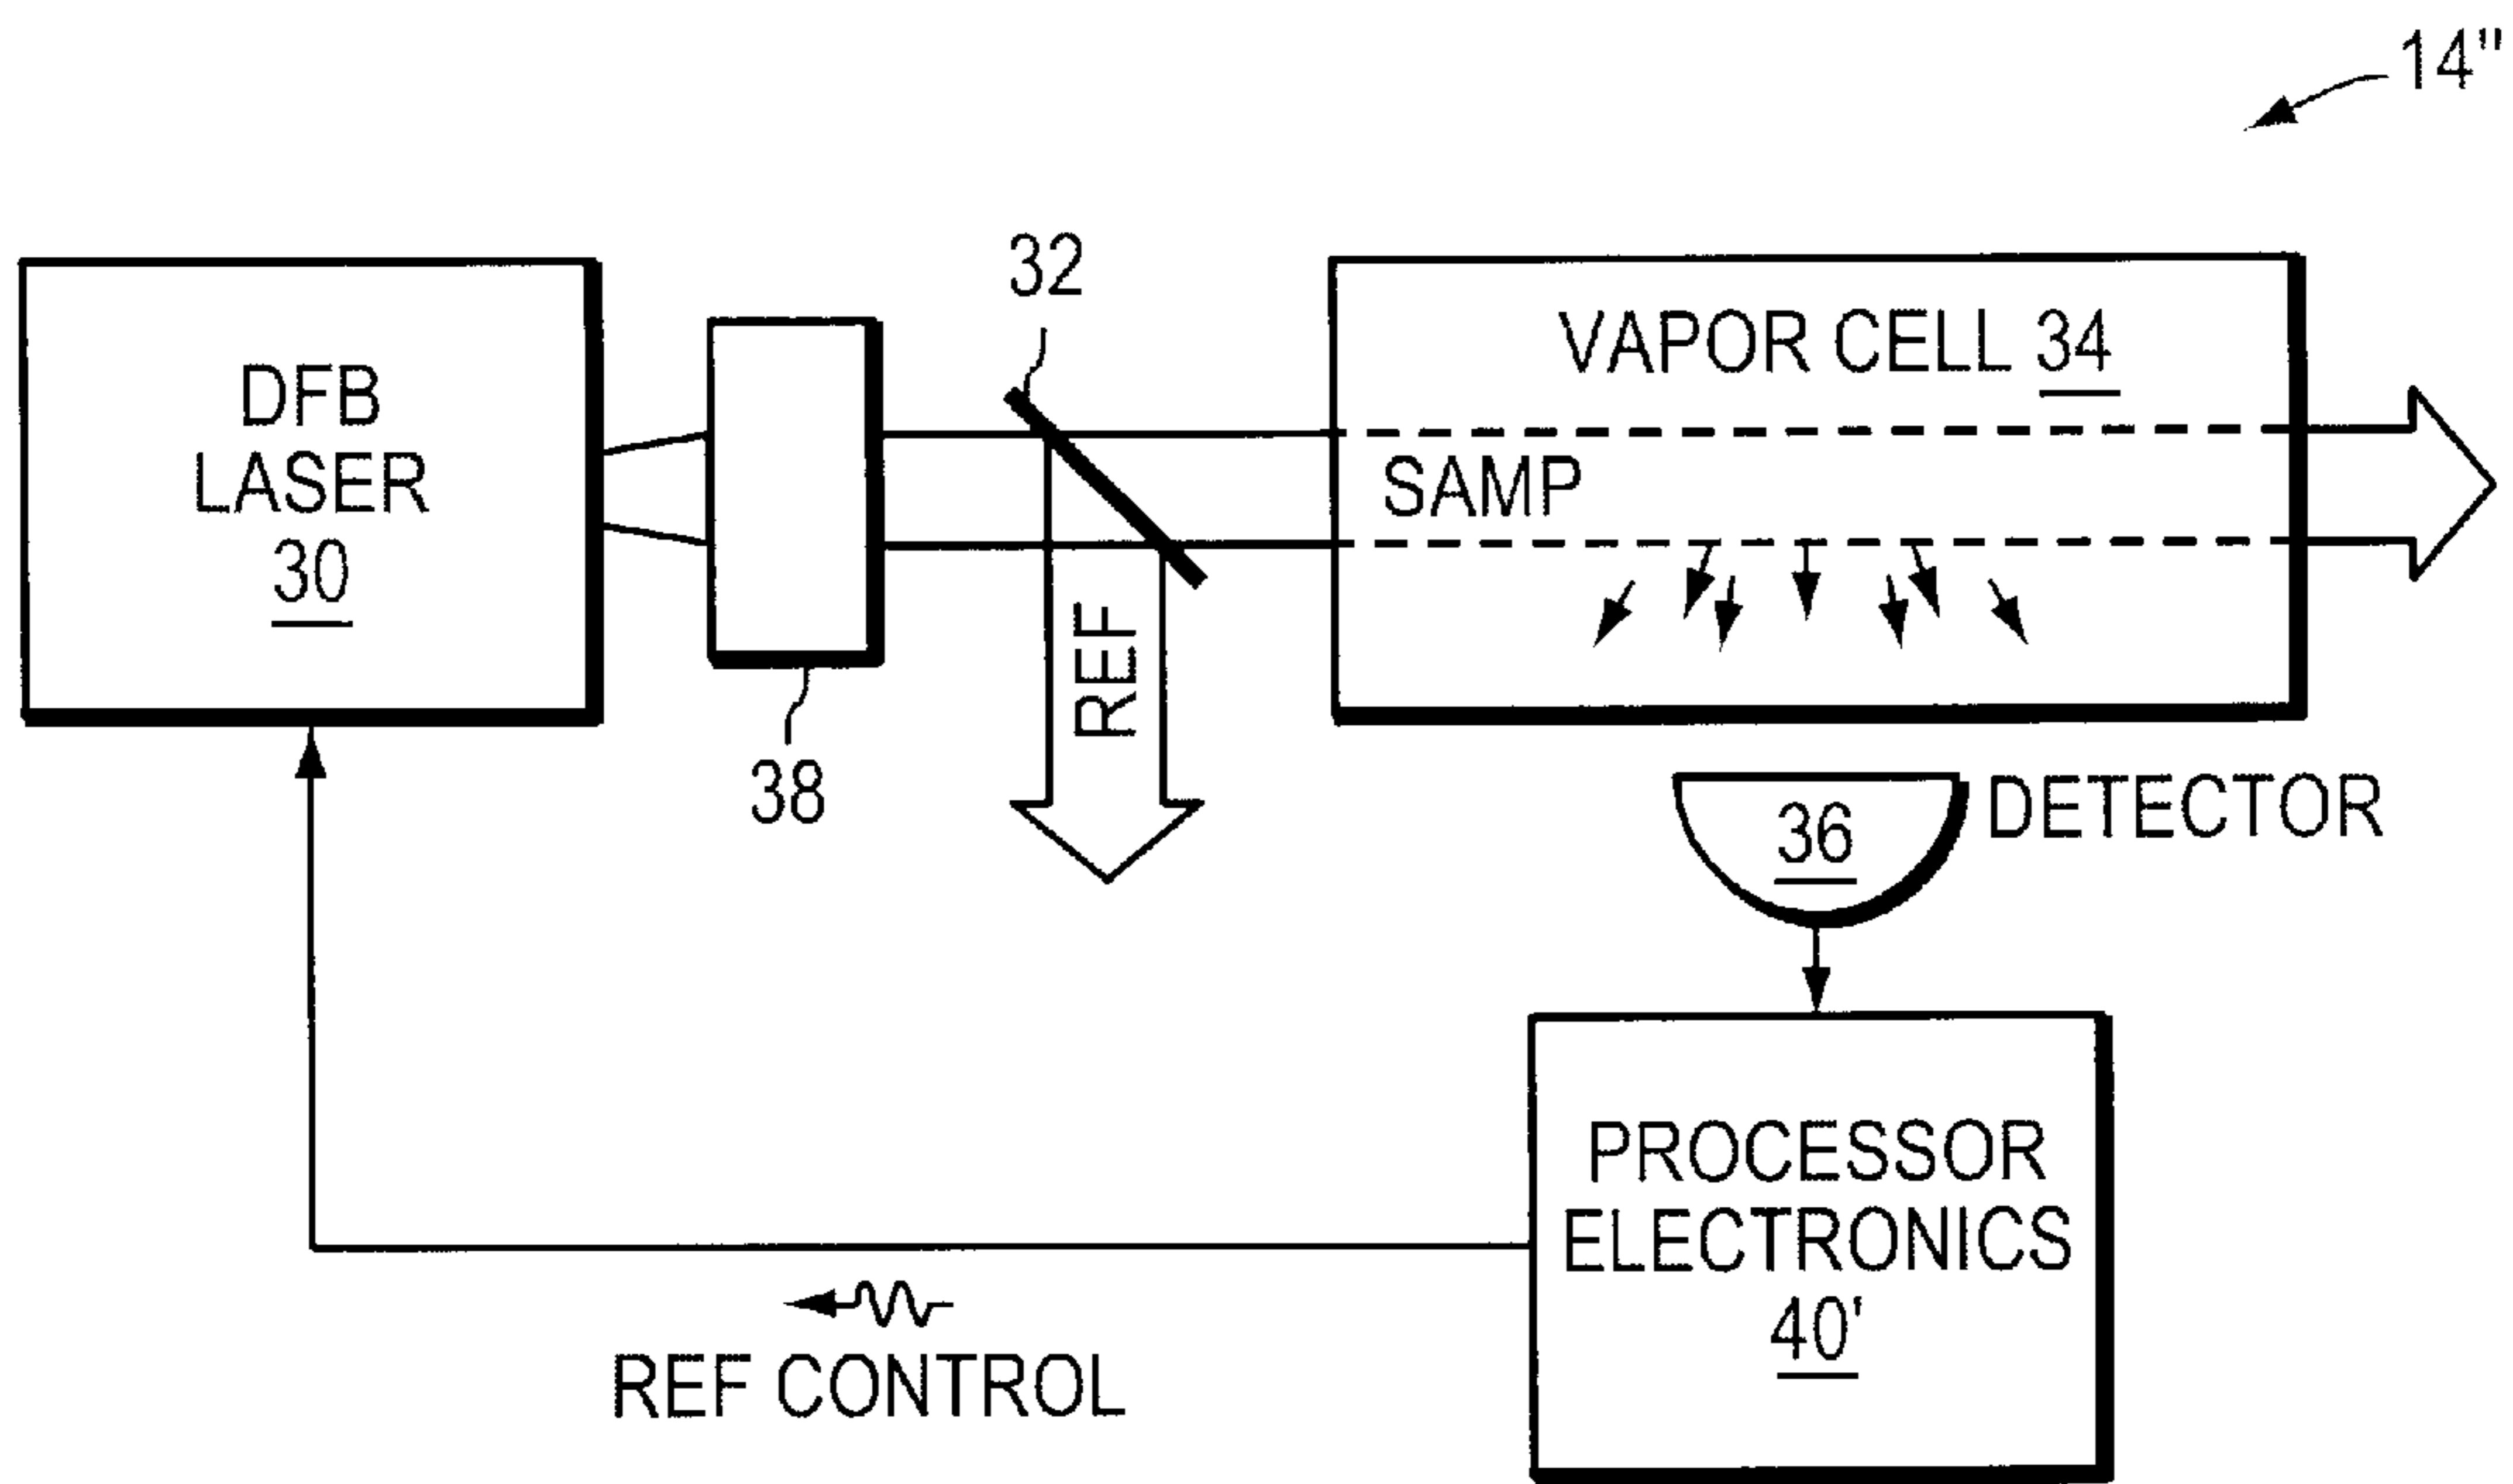 14"
32
DFB
LASER
30
VAPOR CELL 34
SAMP
REF
38
36
DETECTOR
PROCESSOR
ELECTRONICS
40'
REF CONTROL